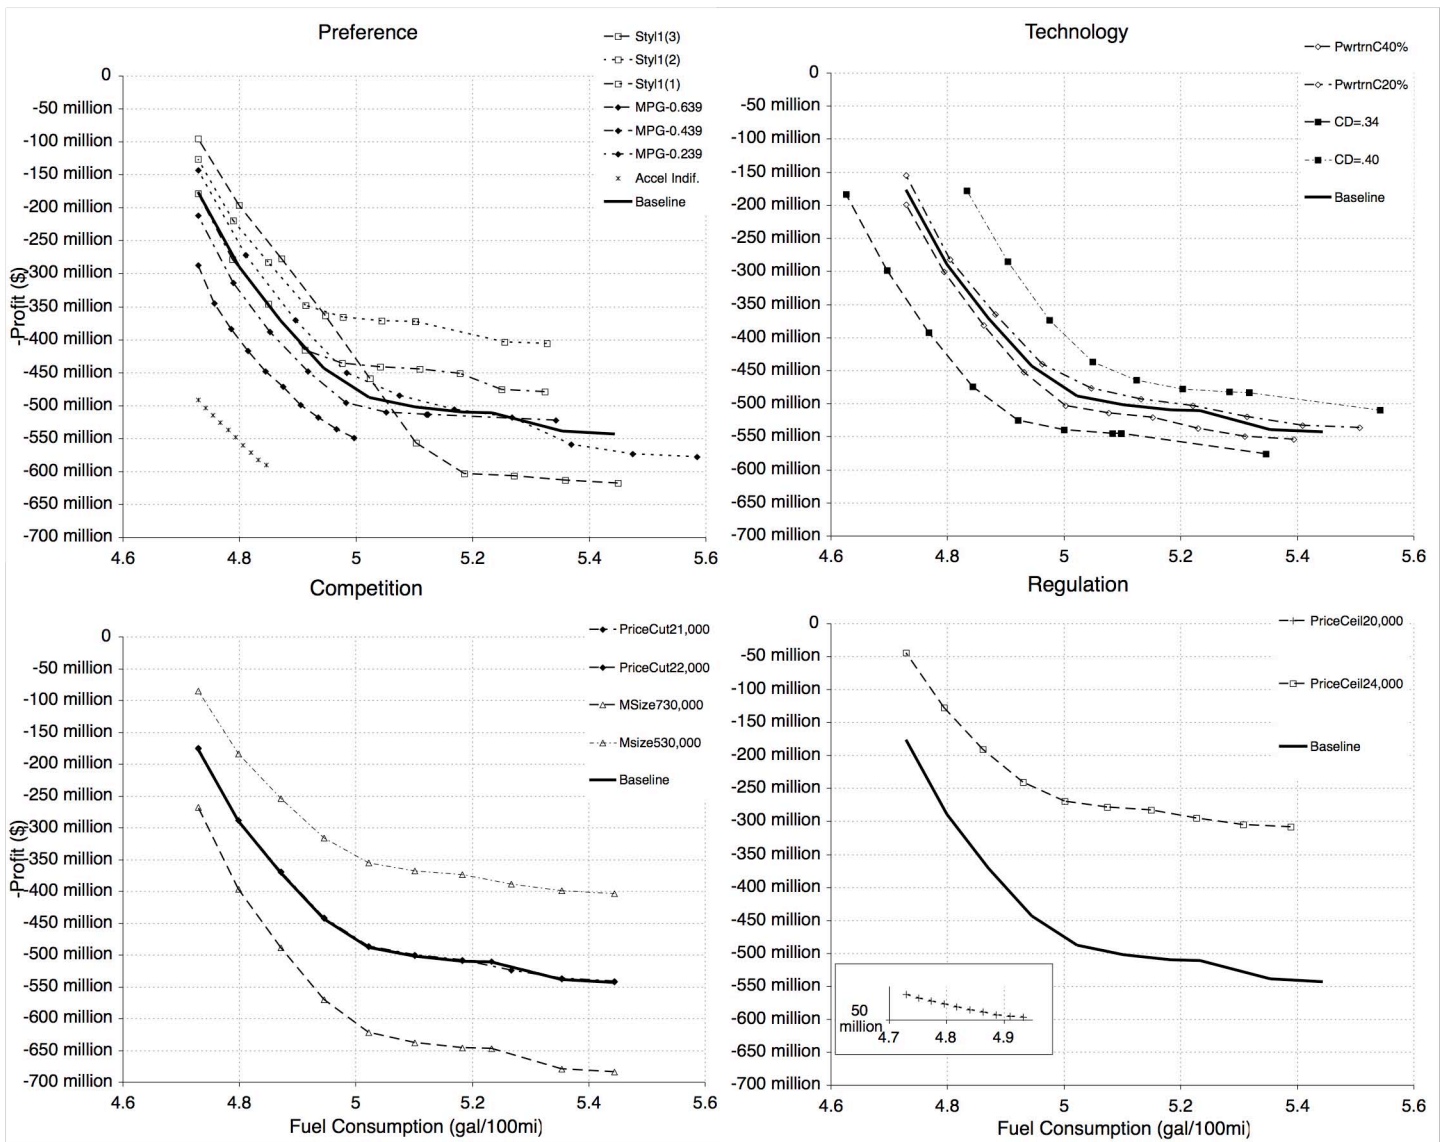 Preference
Styl1(3)
Styl1(2)
Styl1(1)
MPG-0.639
MPG-0.439
MPG-0.239
Accel Indif.
Baseline
0
-50 million
-100 million
-150 million
-200 million
-250 million
-300 million
-350 million
-400 million
-450 million
-500 million
-550 million
-600 million
-650 million
-700 million
-Profit ($)
4.6 4.8 5 5.2 5.4 5.6
Technology
PwrtrnC40%
PwrtrnC20%
CD=.34
CD=.40
Baseline
0
-50 million
-100 million
-150 million
-200 million
-250 million
-300 million
-350 million
-400 million
-450 million
-500 million
-550 million
-600 million
-650 million
-700 million
4.6 4.8 5 5.2 5.4 5.6
Competition
PriceCut21,000
PriceCut22,000
MSize730,000
Msize530,000
Baseline
0
-50 million
-100 million
-150 million
-200 million
-250 million
-300 million
-350 million
-400 million
-450 million
-500 million
-550 million
-600 million
-650 million
-700 million
-Profit ($)
4.6 4.8 5 5.2 5.4 5.6
Fuel Consumption (gal/100mi)
Regulation
PriceCeil20,000
PriceCeil24,000
Baseline
0
-50 million
-100 million
-150 million
-200 million
-250 million
-300 million
-350 million
-400 million
-450 million
-500 million
-550 million
-600 million
-650 million
-700 million
50
million
4.7 4.8 4.9
4.6 4.8 5 5.2 5.4 5.6
Fuel Consumption (gal/100mi)